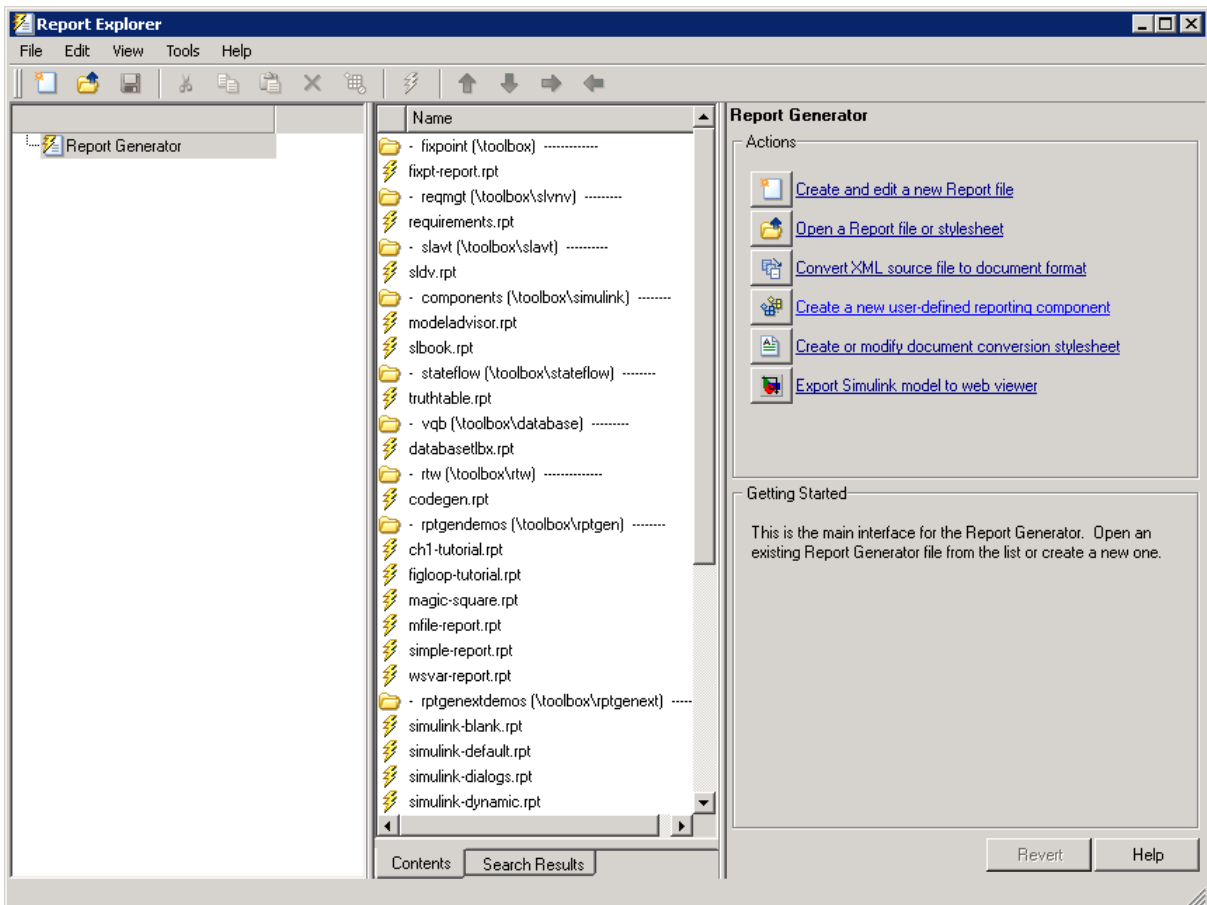 Report Explorer
File Edit View Tools Help
Report Generator
Name
- fixpoint (\toolbox) ------------
fixpt-report.rpt
- reqmgt (\toolbox\slvnv) ---------
requirements.rpt
- slavt (\toolbox\slavt) ----------
sldv.rpt
- components (\toolbox\simulink) --------
modeladvisor.rpt
slbook.rpt
- stateflow (\toolbox\stateflow) --------
truthtable.rpt
- vqb (\toolbox\database) ---------
databasetlbx.rpt
- rtw (\toolbox\rtw) --------------
codegen.rpt
- rptgendemos (\toolbox\rptgen) --------
ch1-tutorial.rpt
figloop-tutorial.rpt
magic-square.rpt
mfile-report.rpt
simple-report.rpt
wsvar-report.rpt
- rptgenextdemos (\toolbox\rptgenext) -----
simulink-blank.rpt
simulink-default.rpt
simulink-dialogs.rpt
simulink-dynamic.rpt
Contents Search Results
Report Generator
Actions
Create and edit a new Report file
Open a Report file or stylesheet
Convert XML source file to document format
Create a new user-defined reporting component
Create or modify document conversion stylesheet
Export Simulink model to web viewer
Getting Started
This is the main interface for the Report Generator. Open an
existing Report Generator file from the list or create a new one.
Revert Help